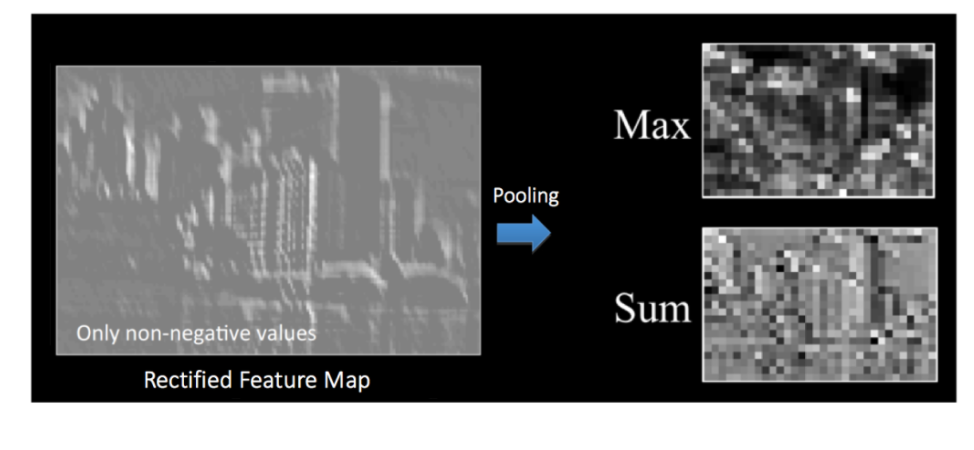 Only non-negative values
Rectified Feature Map
Pooling
Max
Sum